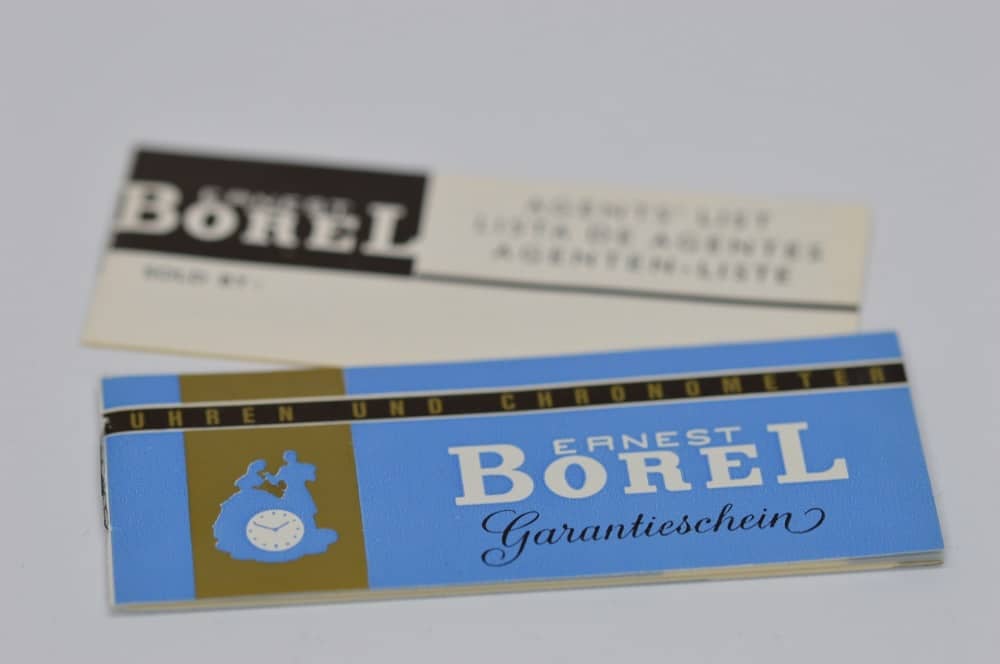 ERNEST
BOREL
AGENTS' LIST
LISTA DE AGENTES
AGENTEN-LISTE
SOLD BY:
UHREN UND CHRONOMETER
ERNEST
BOREL
Garantieschein